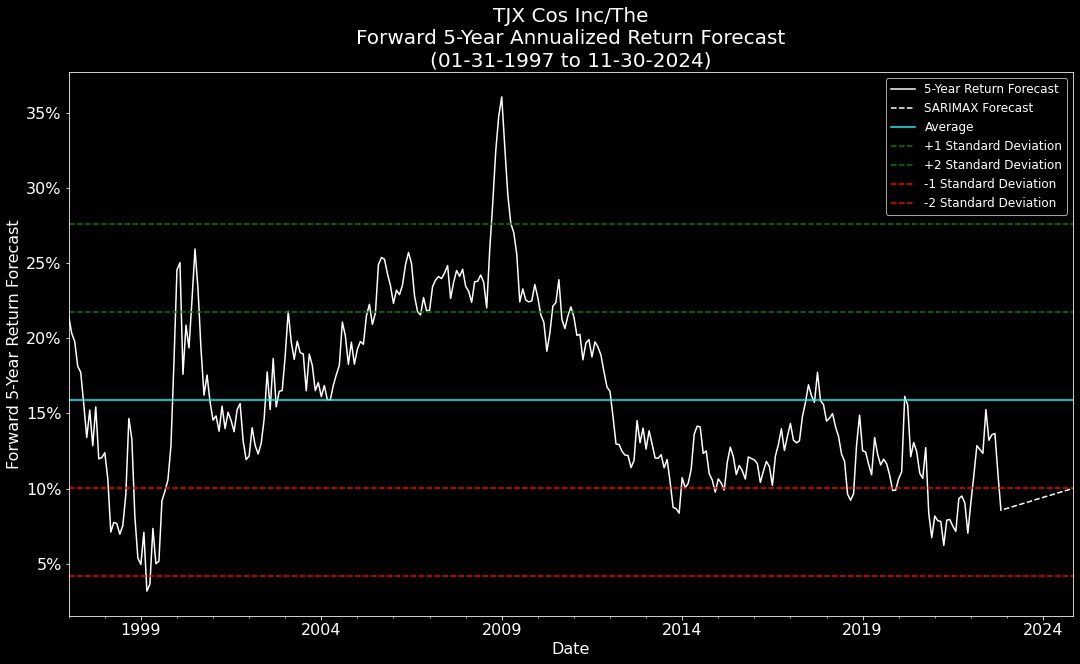 TJX Cos Inc/The
Forward 5-Year Annualized Return Forecast
(01-31-1997 to 11-30-2024)
5-Year Return Forecast
SARIMAX Forecast
Average
+1 Standard Deviation
+2 Standard Deviation
-1 Standard Deviation
-2 Standard Deviation
Forward 5-Year Return Forecast
35%
30%
25%
20%
15%
10%
5%
1999
2004
2009
2014
2019
2024
Date